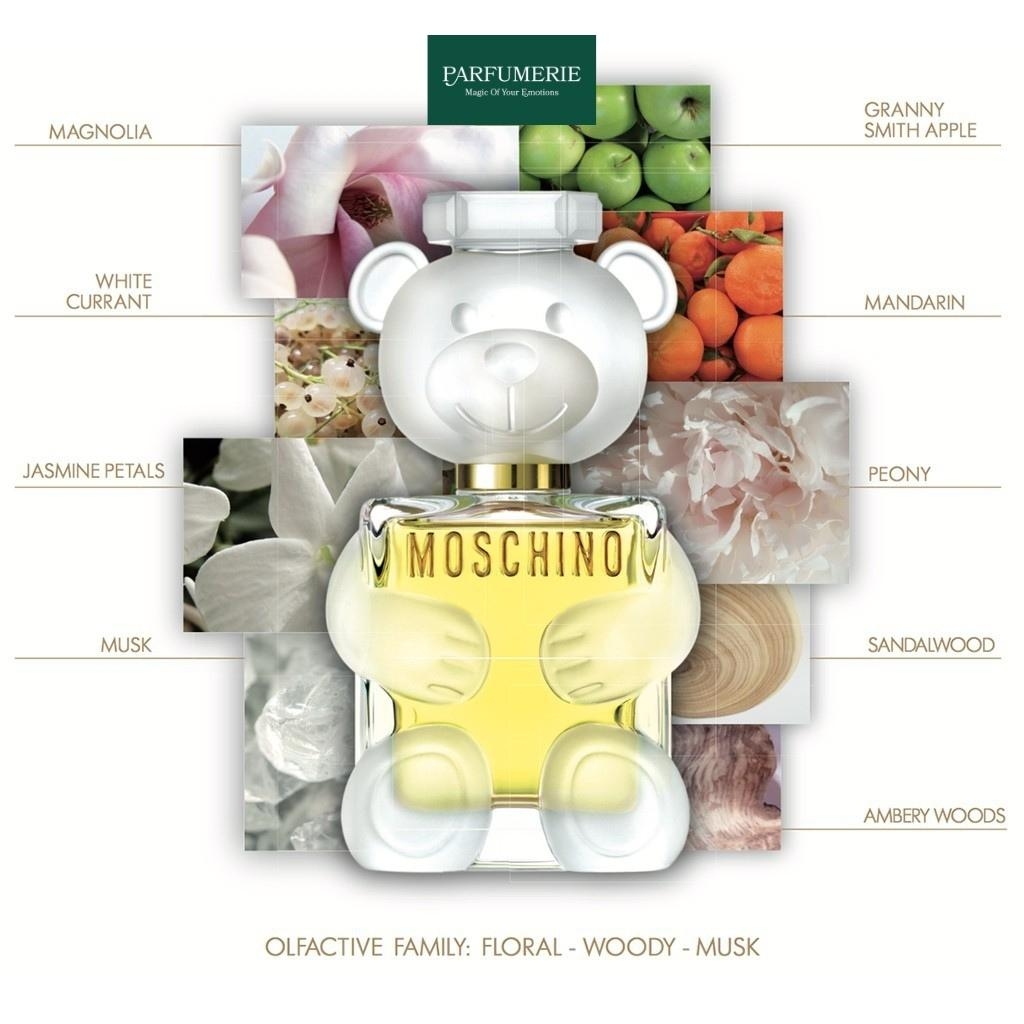 PARFUMERIE
Magic Of Your Emotions
MAGNOLIA
GRANNY
SMITH APPLE
WHITE
CURRANT
MANDARIN
JASMINE PETALS
PEONY
MOSCHINO
MUSK
SANDALWOOD
AMBERY WOODS
OLFACTIVE FAMILY: FLORAL - WOODY - MUSK